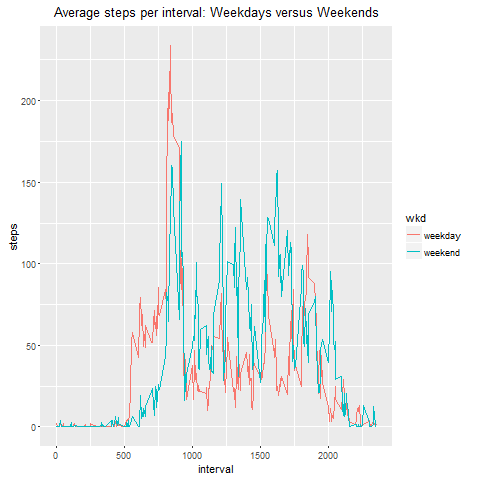 Average steps per interval: Weekdays versus Weekends
200
150
100
50
0
steps
0 500 1000 1500 2000
interval
wkd
weekday
weekend